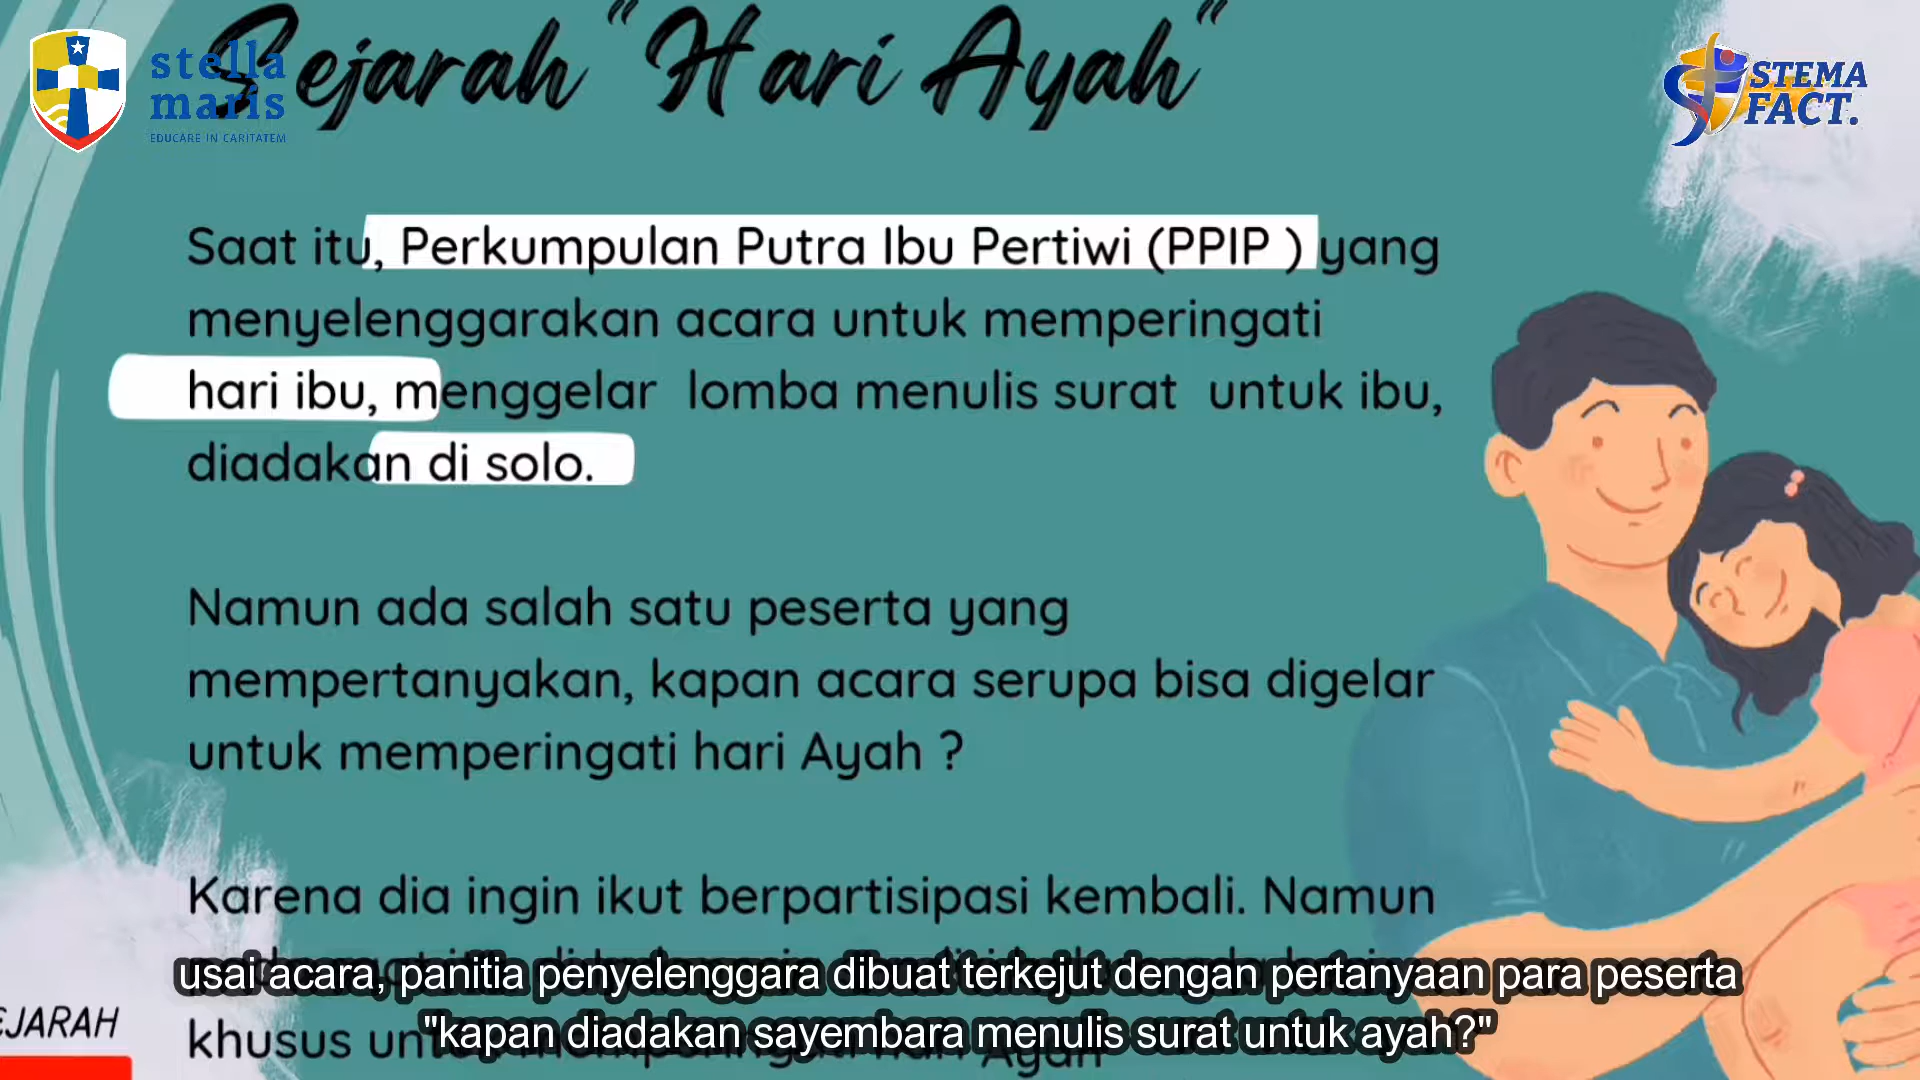 Sejarah "Hari Ayah"
stella
maris
EDUCARE IN CARITATEM
STEMA
FACT.
Saat itu, Perkumpulan Putra Ibu Pertiwi (PPIP ) yang
menyelenggarakan acara untuk memperingati
hari ibu, menggelar lomba menulis surat untuk ibu,
diadakan di solo.
Namun ada salah satu peserta yang
mempertanyakan, kapan acara serupa bisa digelar
untuk memperingati hari Ayah ?
Karena dia ingin ikut berpartisipasi kembali. Namun
usai acara, panitia penyelenggara dibuat terkejut dengan pertanyaan para peserta
"kapan diadakan sayembara menulis surat untuk ayah?"
khusus Ayah
EJARAH